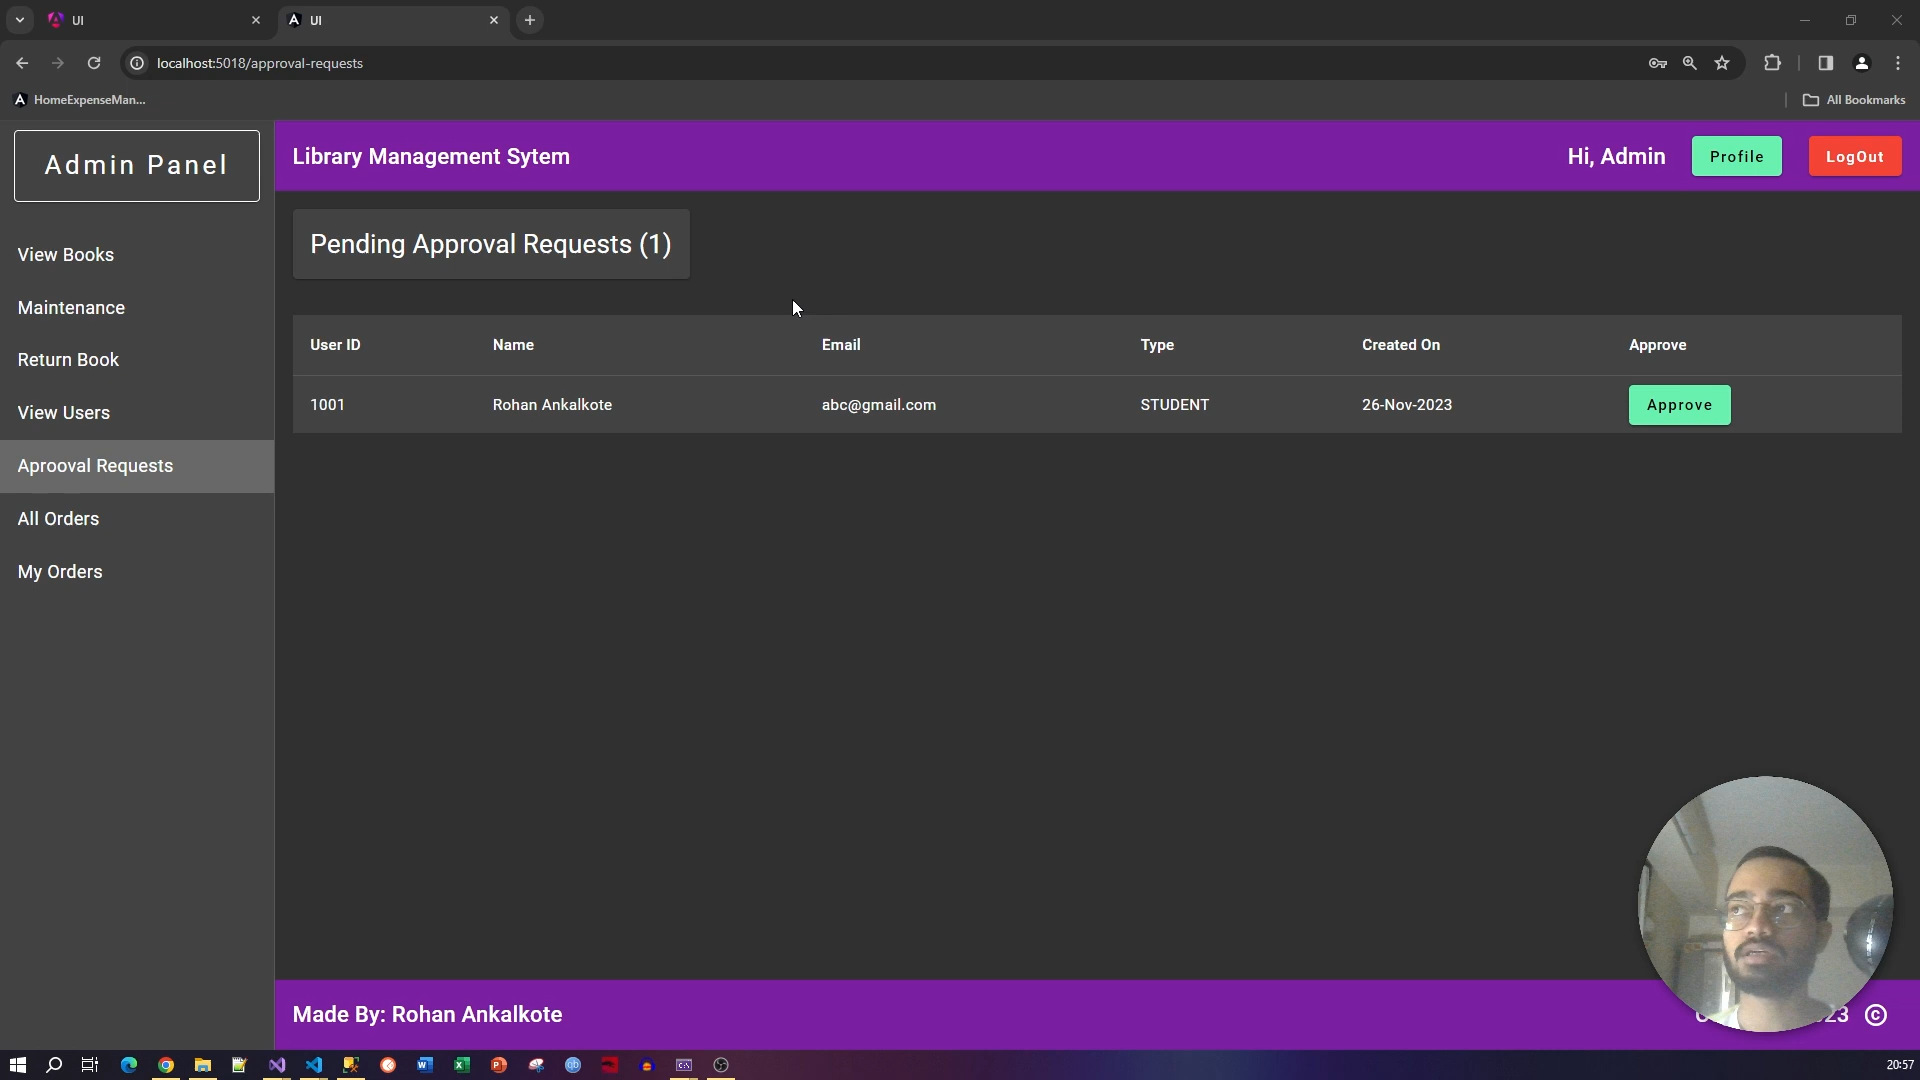 UI
UI
localhost:5018/approval-requests
HomeExpenseMan...
All Bookmarks
Admin Panel
Library Management Sytem
Hi, Admin
Profile
LogOut
View Books
Maintenance
Return Book
View Users
Aprooval Requests
All Orders
My Orders
Pending Approval Requests (1)
User ID Name Email Type Created On Approve
1001 Rohan Ankalkote abc@gmail.com STUDENT 26-Nov-2023 Approve
Made By: Rohan Ankalkote
©
20:57